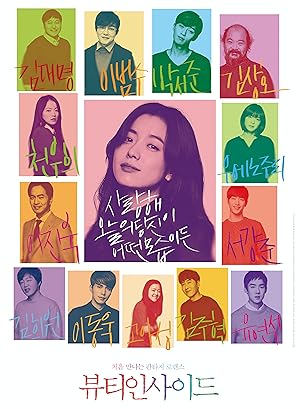 김대명
이범수
박서준
김상호
천우희
우에노 주리
사랑해
오늘의 당신이
어떤 모습이든
이진욱
서강준
김희원
이동욱
고아성
김주혁
유연석
처음 만나는 판타지 로맨스
뷰티 인사이드